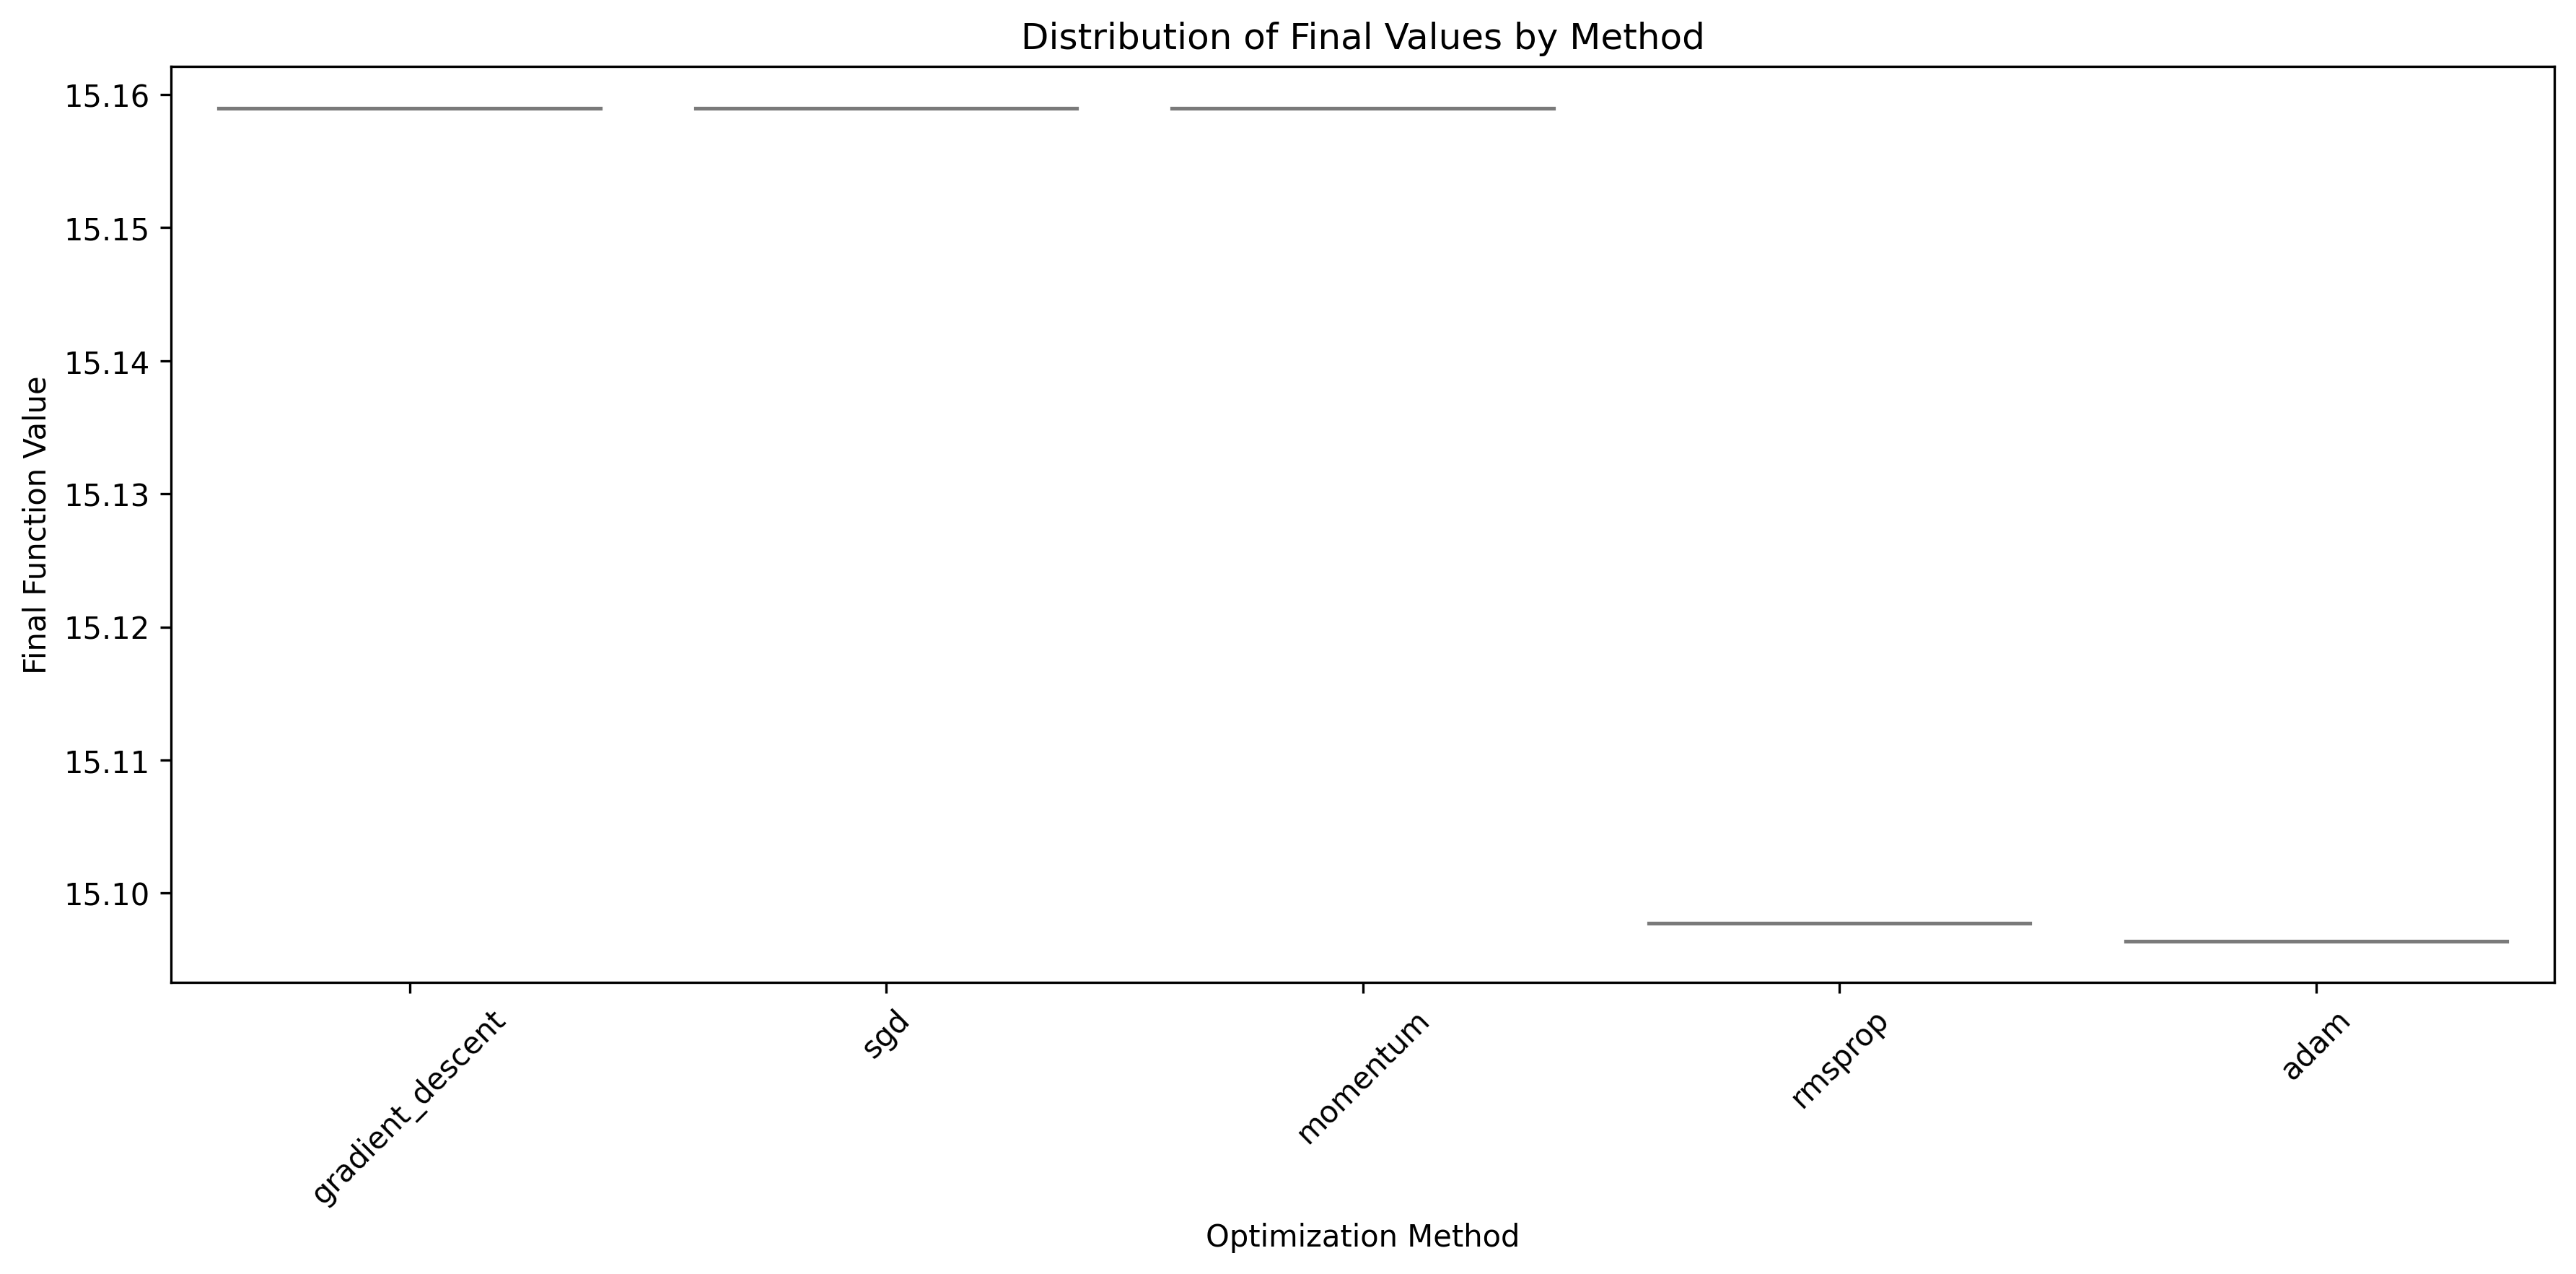 Distribution of Final Values by Method
Final Function Value
15.16
15.15
15.14
15.13
15.12
15.11
15.10
gradient_descent
sgd
momentum
rmsprop
adam
Optimization Method